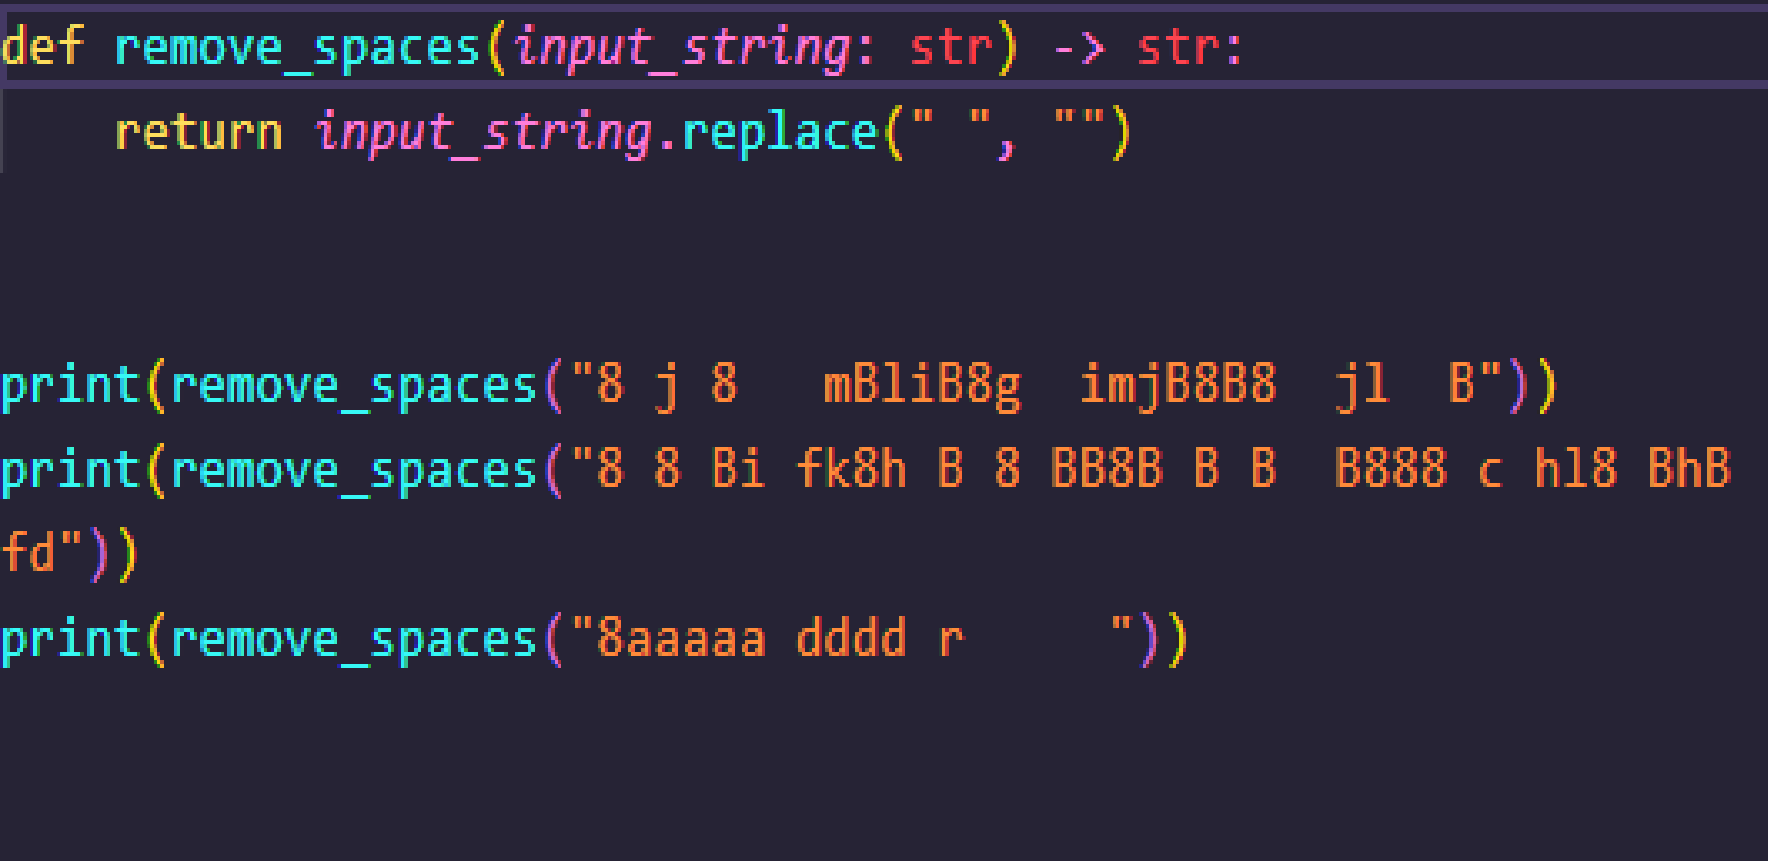 def remove_spaces(input_string: str) -> str:
    return input_string.replace(" ", "")
print(remove_spaces("8 j 8   mBliB8g  imjB8B8  jl  B"))
print(remove_spaces("8 8 Bi fk8h B 8 BB8B B B  B888 c hl8 BhB
fd"))
print(remove_spaces("8aaaaa dddd r     "))